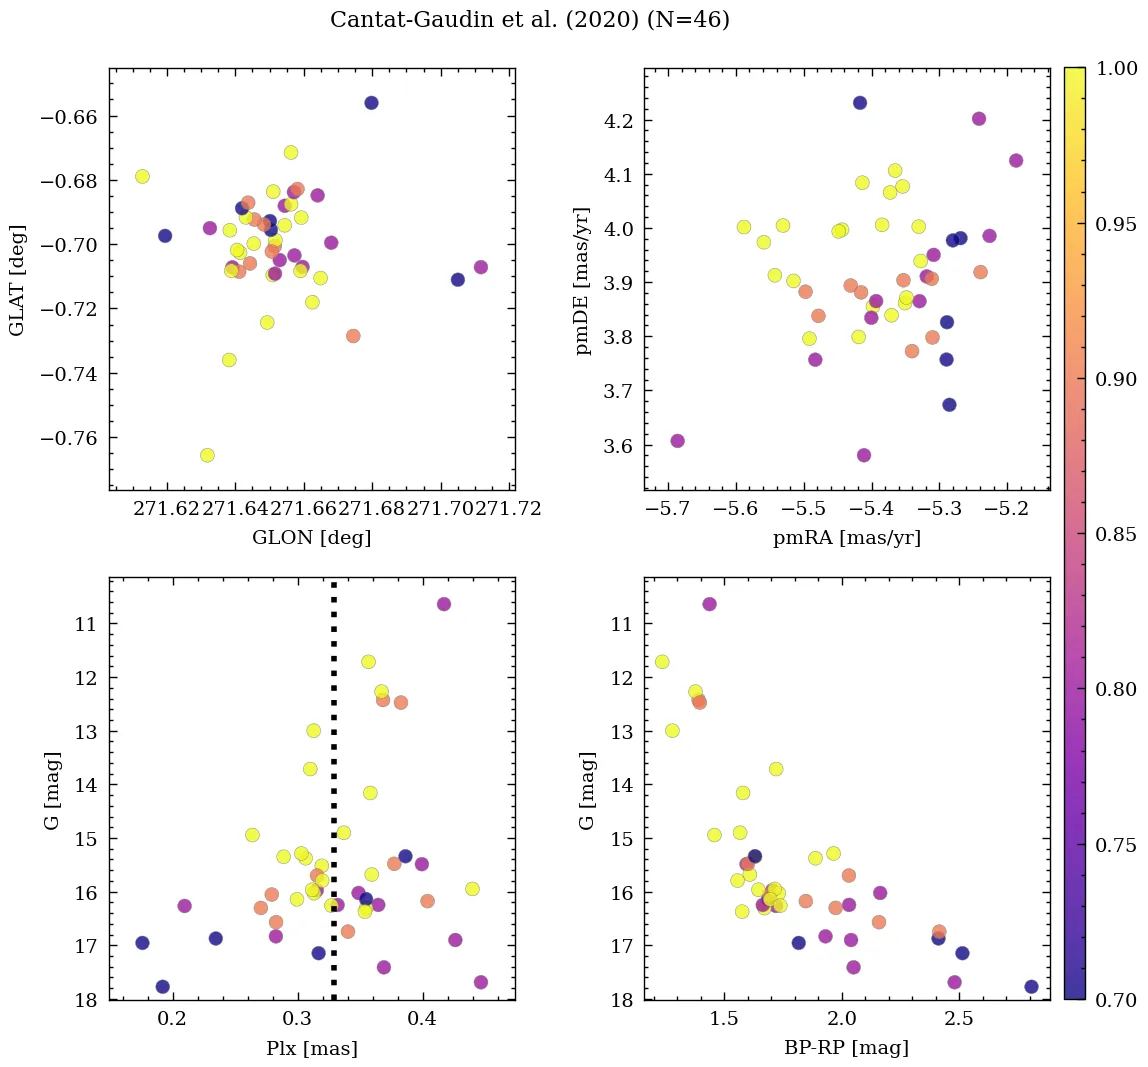 Cantat-Gaudin et al. (2020) (N=46)
−0.66
−0.68
−0.70
−0.72
−0.74
−0.76
GLAT [deg]
271.62 271.64 271.66 271.68 271.70 271.72
GLON [deg]
4.2
4.1
4.0
3.9
3.8
3.7
3.6
pmDE [mas/yr]
−5.7 −5.6 −5.5 −5.4 −5.3 −5.2
pmRA [mas/yr]
11
12
13
14
15
16
17
18
G [mag]
0.2 0.3 0.4
Plx [mas]
11
12
13
14
15
16
17
18
G [mag]
1.5 2.0 2.5
BP-RP [mag]
1.00
0.95
0.90
0.85
0.80
0.75
0.70